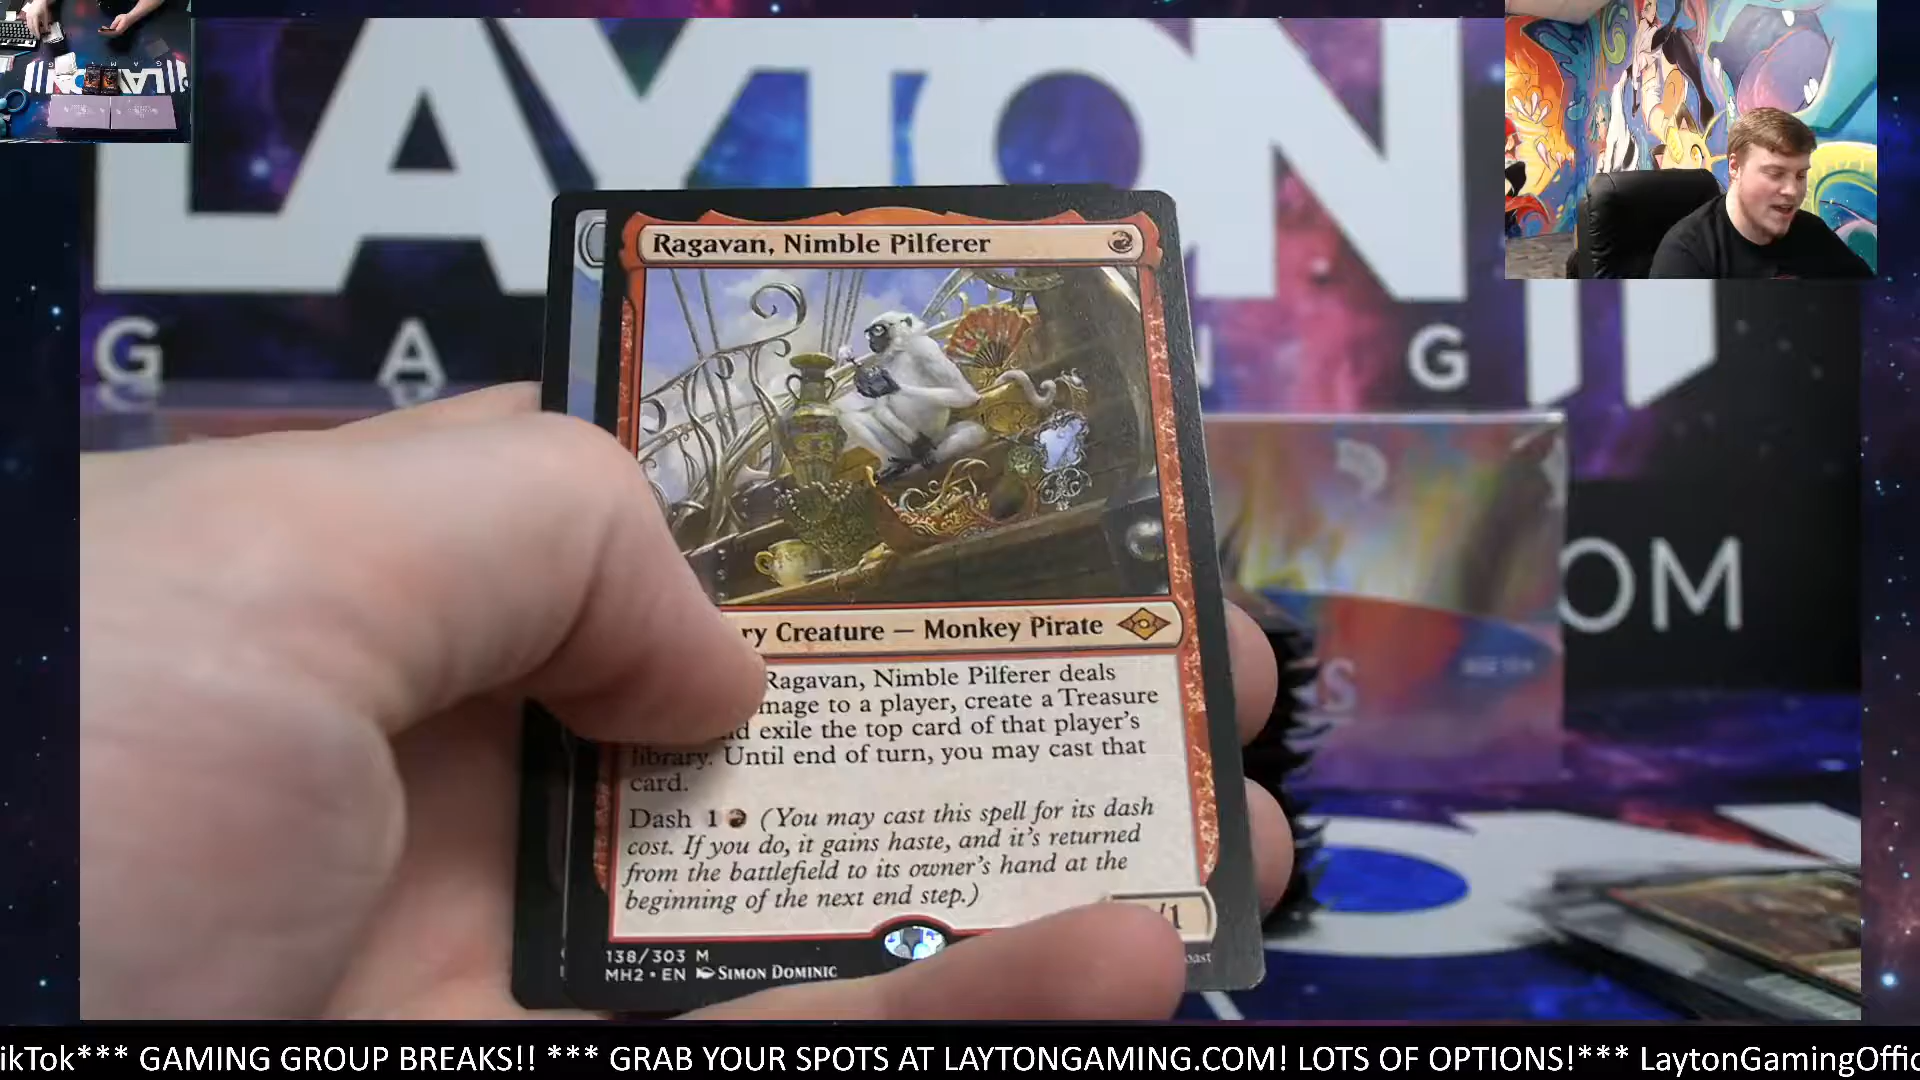 LAYTON
G A G
OM
Ragavan, Nimble Pilferer
ry Creature — Monkey Pirate
Ragavan, Nimble Pilferer deals
mage to a player, create a Treasure
d exile the top card of that player's
library. Until end of turn, you may cast that
card.
Dash 1 (You may cast this spell for its dash
cost. If you do, it gains haste, and it's returned
from the battlefield to its owner's hand at the
beginning of the next end step.)
/1
138/303 M
MH2 • EN SIMON DOMINIC
oast
ikTok*** GAMING GROUP BREAKS!! *** GRAB YOUR SPOTS AT LAYTONGAMING.COM! LOTS OF OPTIONS!*** LaytonGamingOffic